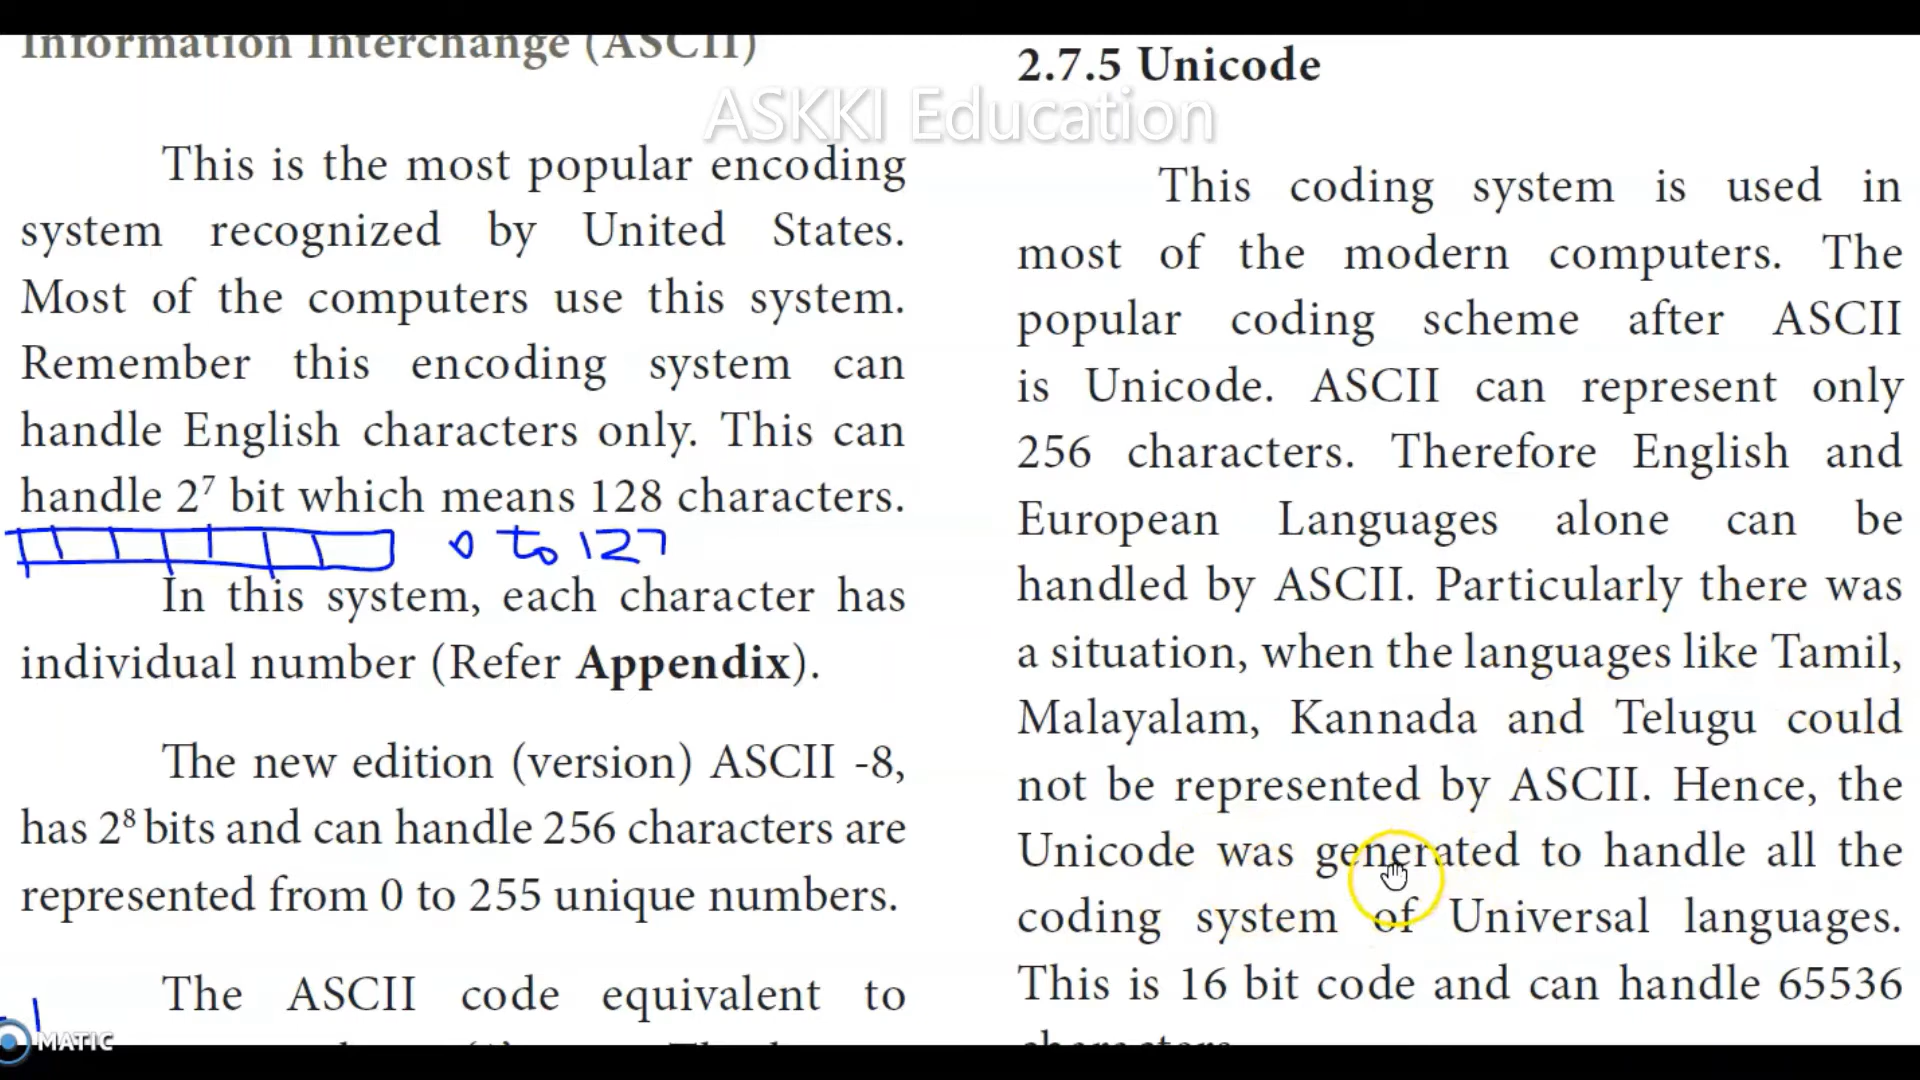 Information Interchange (ASCII)
This is the most popular encoding
system recognized by United States.
Most of the computers use this system.
Remember this encoding system can
handle English characters only. This can
handle 2⁷ bit which means 128 characters.
0 to 127
In this system, each character has
individual number (Refer Appendix).
The new edition (version) ASCII -8,
has 2⁸ bits and can handle 256 characters are
represented from 0 to 255 unique numbers.
The ASCII code equivalent to
MATIC
ASKKI Education
2.7.5 Unicode
This coding system is used in
most of the modern computers. The
popular coding scheme after ASCII
is Unicode. ASCII can represent only
256 characters. Therefore English and
European Languages alone can be
handled by ASCII. Particularly there was
a situation, when the languages like Tamil,
Malayalam, Kannada and Telugu could
not be represented by ASCII. Hence, the
Unicode was generated to handle all the
coding system of Universal languages.
This is 16 bit code and can handle 65536